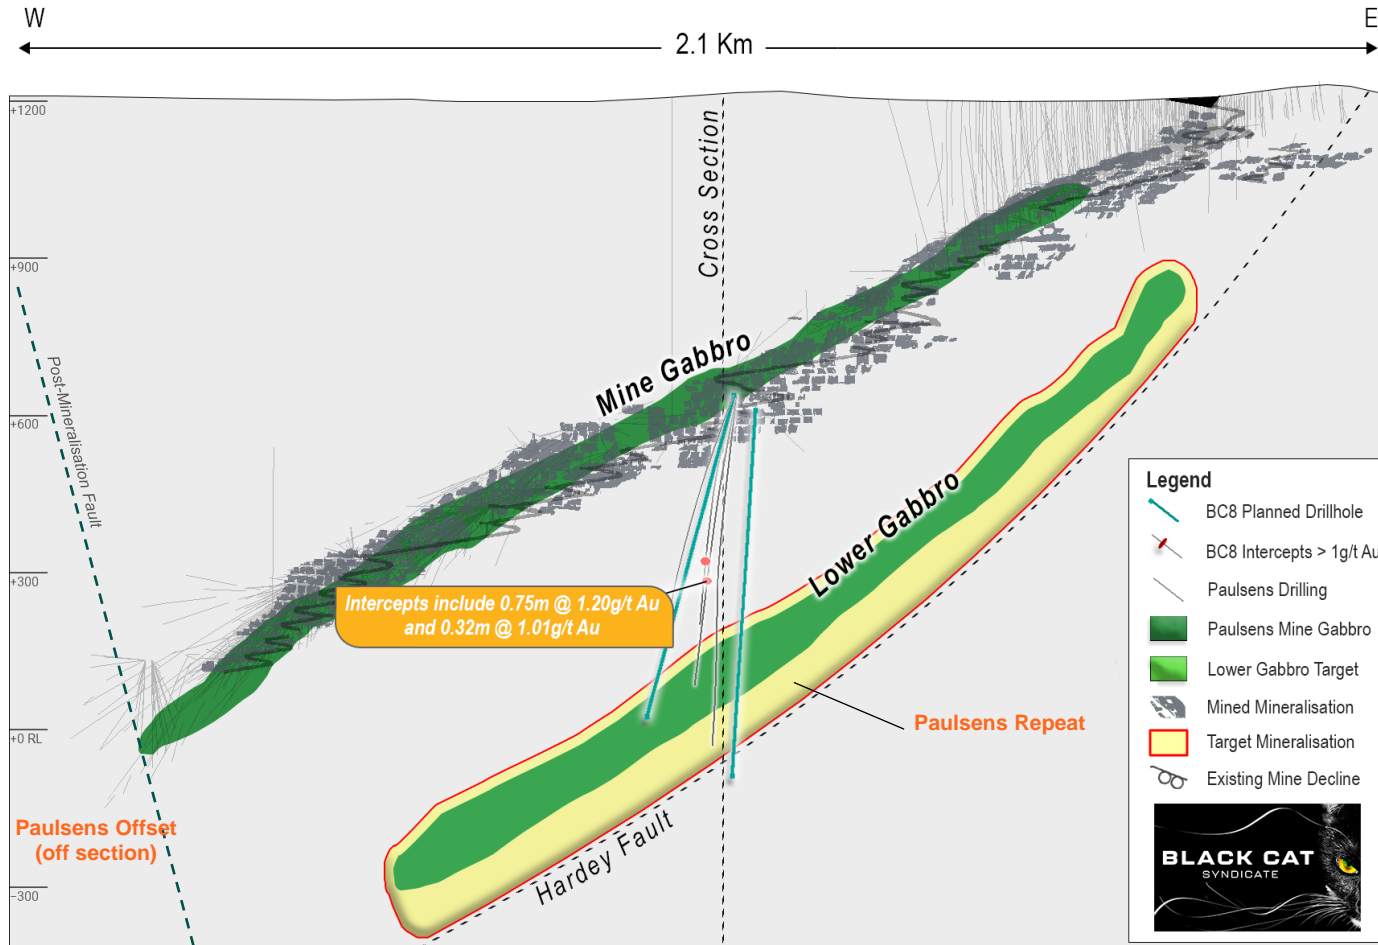 W
E
2.1 Km
+1200
+900
+600
+300
+0 RL
−300
Cross Section
Post-Mineralisation Fault
Mine Gabbro
Lower Gabbro
Intercepts include 0.75m @ 1.20g/t Au
and 0.32m @ 1.01g/t Au
Paulsens Repeat
Paulsens Offset
(off section)
Hardey Fault
Legend
BC8 Planned Drillhole
BC8 Intercepts > 1g/t Au
Paulsens Drilling
Paulsens Mine Gabbro
Lower Gabbro Target
Mined Mineralisation
Target Mineralisation
Existing Mine Decline
BLACK CAT
SYNDICATE